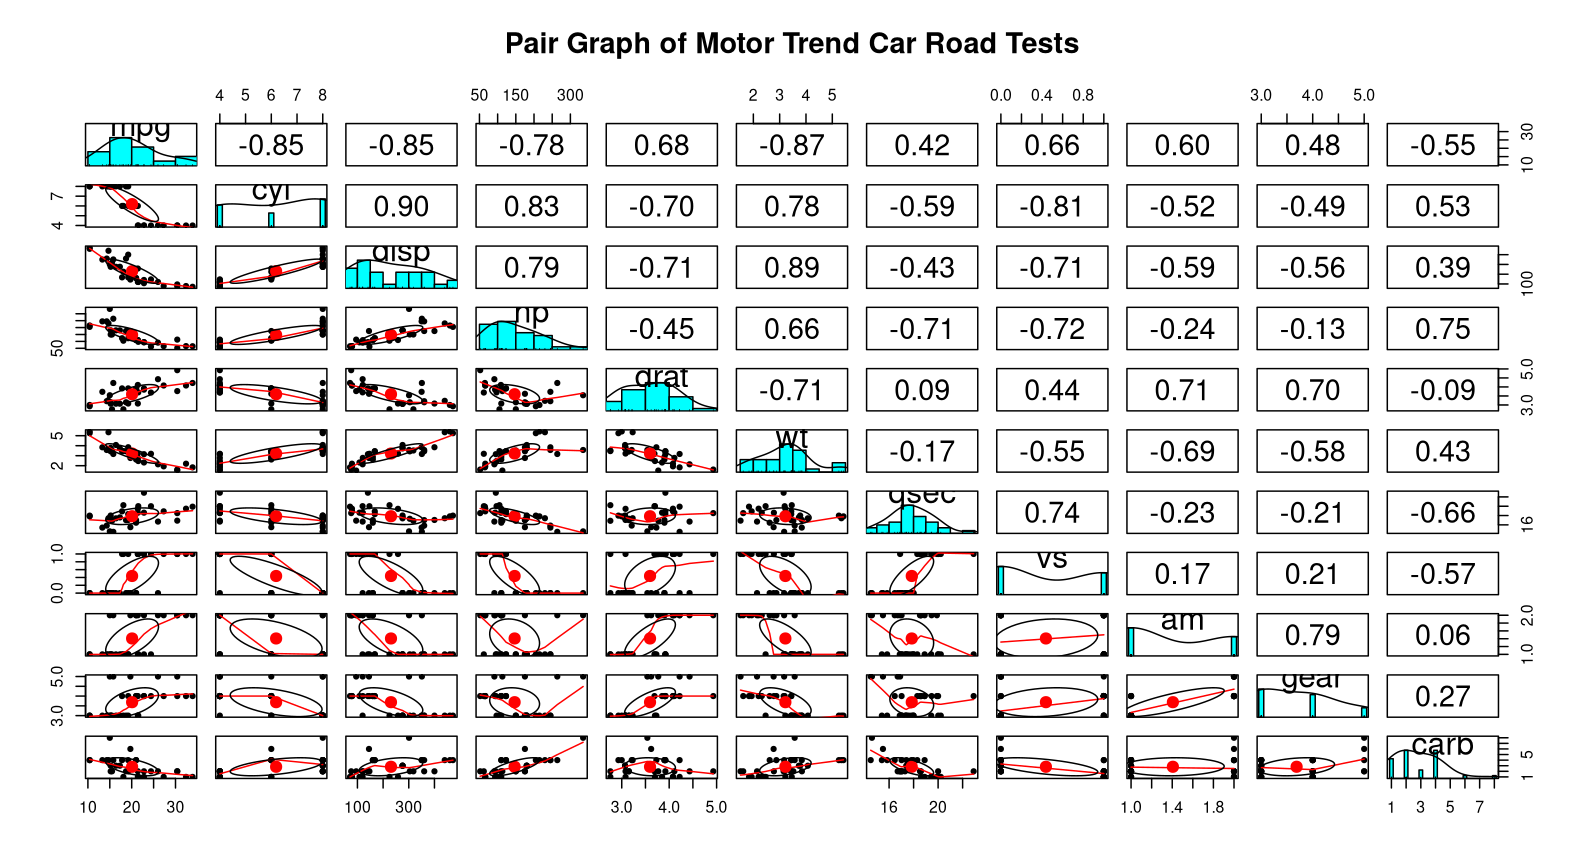 Pair Graph of Motor Trend Car Road Tests
4 5 6 7 8 50 150 300 2 3 4 5 0.0 0.4 0.8 3.0 4.0 5.0
mpg -0.85 -0.85 -0.78 0.68 -0.87 0.42 0.66 0.60 0.48 -0.55 10 30
4 7 cyl 0.90 0.83 -0.70 0.78 -0.59 -0.81 -0.52 -0.49 0.53
disp 0.79 -0.71 0.89 -0.43 -0.71 -0.59 -0.56 0.39 100
50 hp -0.45 0.66 -0.71 -0.72 -0.24 -0.13 0.75
drat -0.71 0.09 0.44 0.71 0.70 -0.09 3.0 5.0
2 5 wt -0.17 -0.55 -0.69 -0.58 0.43
qsec 0.74 -0.23 -0.21 -0.66 16
0.0 1.0 vs 0.17 0.21 -0.57
am 0.79 0.06 1.0 2.0
3.0 5.0 gear 0.27
carb 1 5
10 20 30 100 300 3.0 4.0 5.0 16 20 1.0 1.4 1.8 1 3 5 7